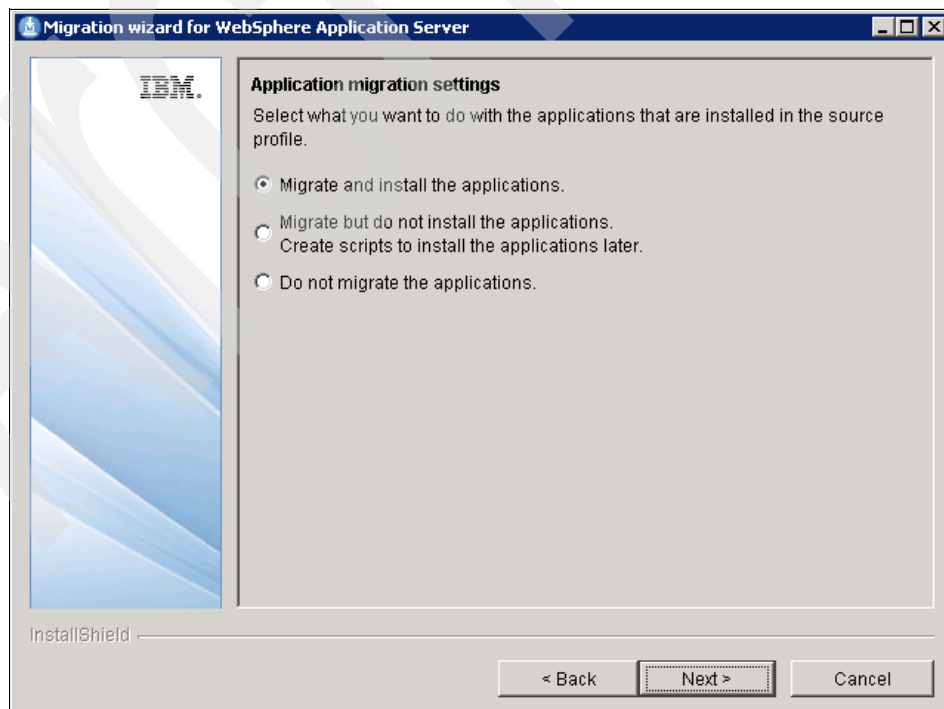 Migration wizard for WebSphere Application Server
IBM.
Application migration settings
Select what you want to do with the applications that are installed in the source
profile.
Migrate and install the applications.
Migrate but do not install the applications.
Create scripts to install the applications later.
Do not migrate the applications.
InstallShield
< Back
Next >
Cancel